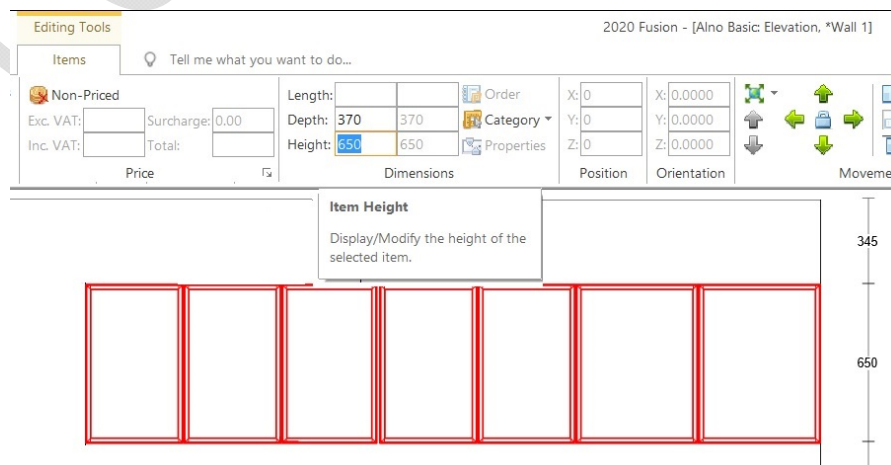 Editing Tools
2020 Fusion - [Alno Basic: Elevation, *Wall 1]
Items
Tell me what you want to do...
Non-Priced
Exc. VAT:
Surcharge: 0.00
Inc. VAT:
Total:
Price
Length:
Order
Depth: 370 370
Category
Height: 650 650
Properties
Dimensions
X: 0
Y: 0
Z: 0
Position
X: 0.0000
Y: 0.0000
Z: 0.0000
Orientation
Item Height
Display/Modify the height of the
selected item.
345
650